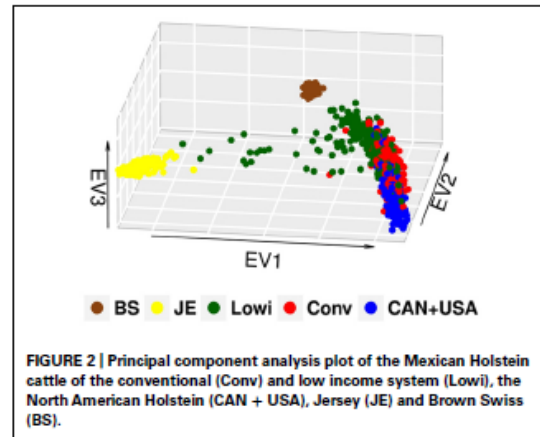 EV3
EV2
EV1
BS JE Lowi Conv CAN+USA
FIGURE 2 | Principal component analysis plot of the Mexican Holstein
cattle of the conventional (Conv) and low income system (Lowi), the
North American Holstein (CAN + USA), Jersey (JE) and Brown Swiss
(BS).